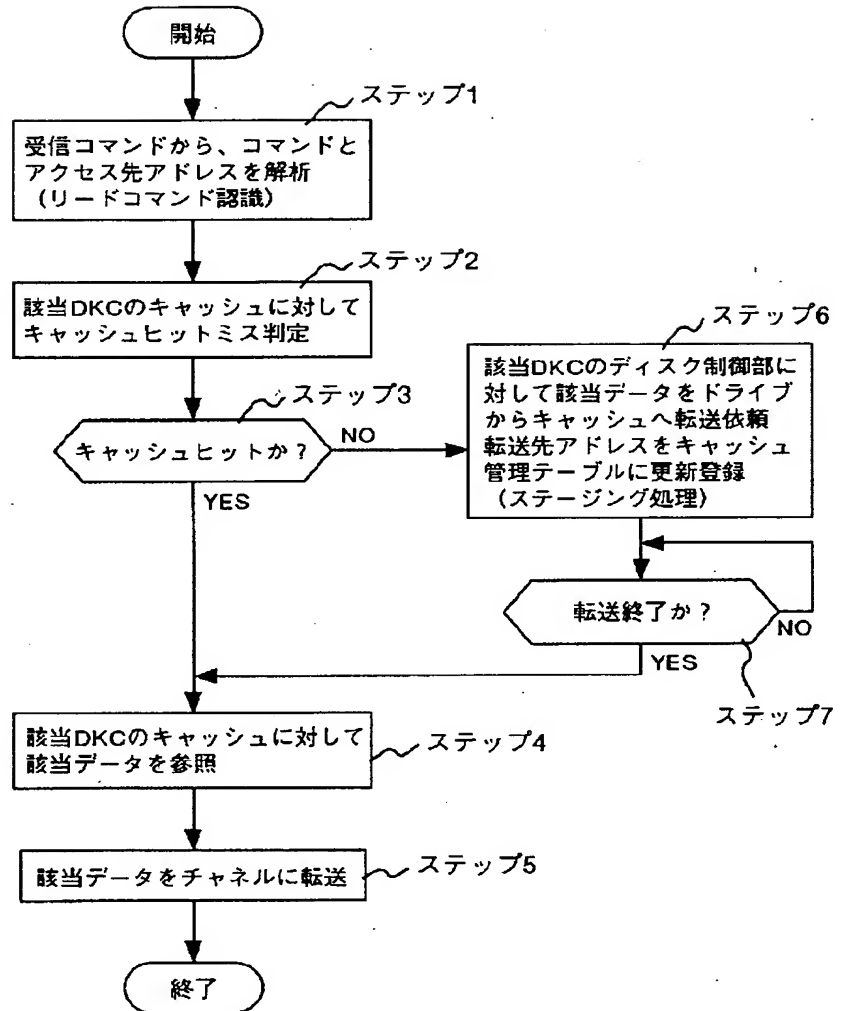 開始
ステップ1
受信コマンドから、コマンドと
アクセス先アドレスを解析
（リードコマンド認識）
ステップ2
該当DKCのキャッシュに対して
キャッシュヒットミス判定
ステップ3
キャッシュヒットか？
NO
YES
ステップ6
該当DKCのディスク制御部に
対して該当データをドライブ
からキャッシュへ転送依頼
転送先アドレスをキャッシュ
管理テーブルに更新登録
（ステージング処理）
転送終了か？
NO
YES
ステップ7
該当DKCのキャッシュに対して
該当データを参照
ステップ4
該当データをチャネルに転送
ステップ5
終了